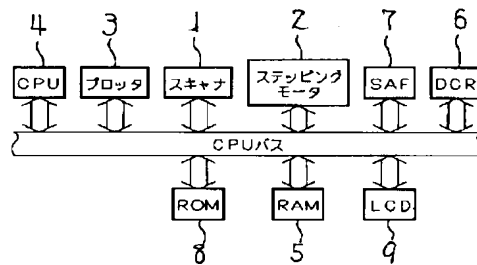 4 3 1 2 7 6
CPU プロッタ スキャナ ステッピング
モータ SAF DCR
CPUバス
ROM RAM LCD
8 5 9